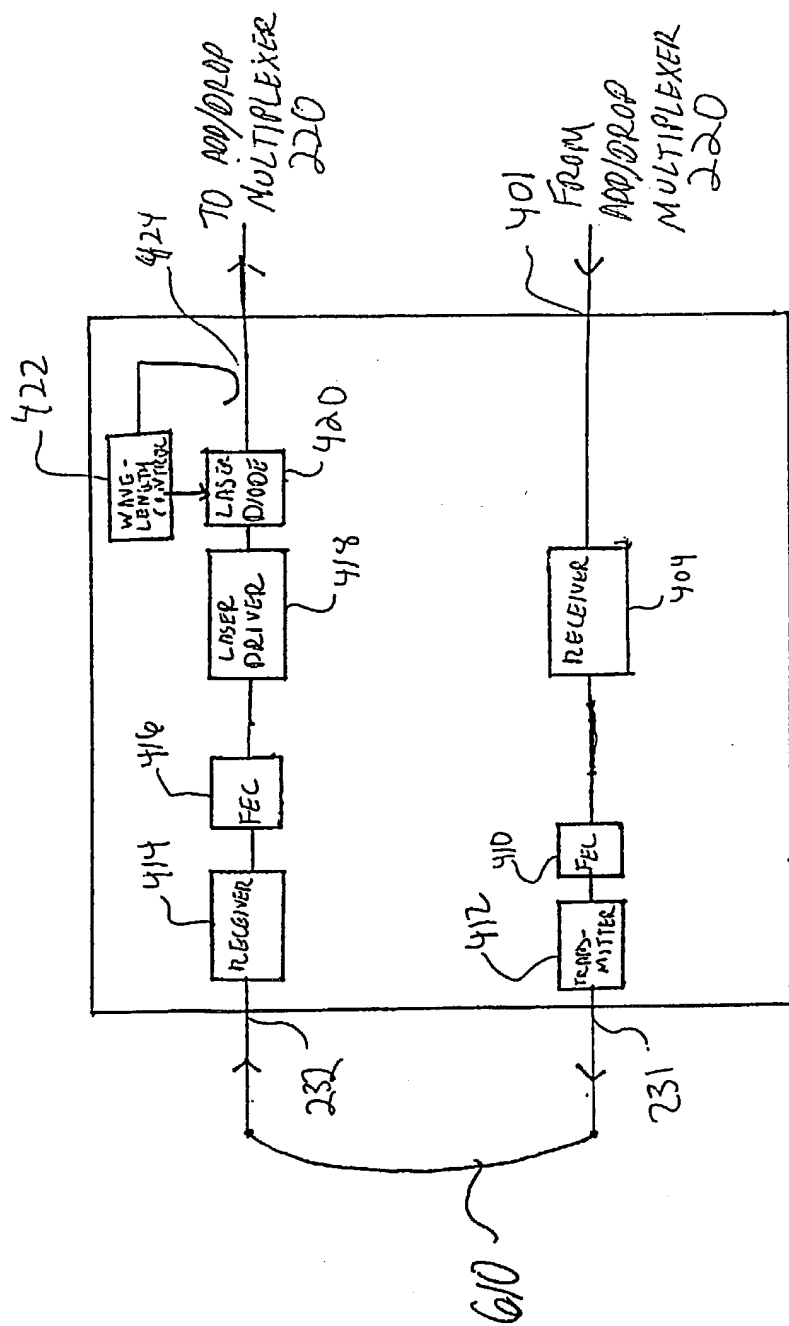 TO ADD/DROP
MULTIPLEXER
220
424
422
WAVE-
LENGTH
CONTROL
LASER
DIODE
420
LASER
DRIVER
418
416
FEC
414
RECEIVER
232
401
FROM
ADD/DROP
MULTIPLEXER
220
RECEIVER
404
410
FEC
412
TRANS-
MITTER
231
610